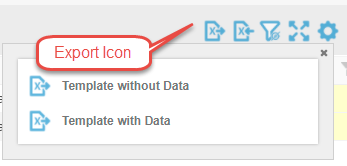 Export Icon
Template without Data
Template with Data